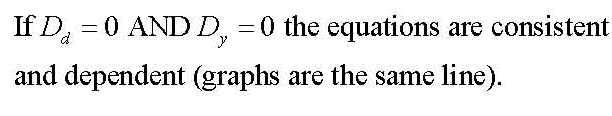 If D_d = 0 AND D_y = 0 the equations are consistent
and dependent (graphs are the same line).